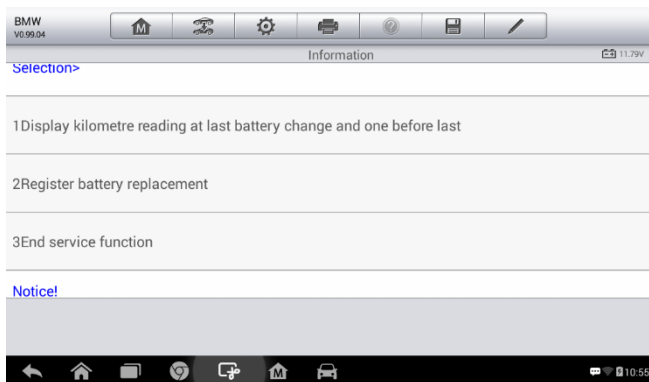 BMW
V0.99.04
M
Information
11.79V
Selection>
1Display kilometre reading at last battery change and one before last
2Register battery replacement
3End service function
Notice!
M
10:55